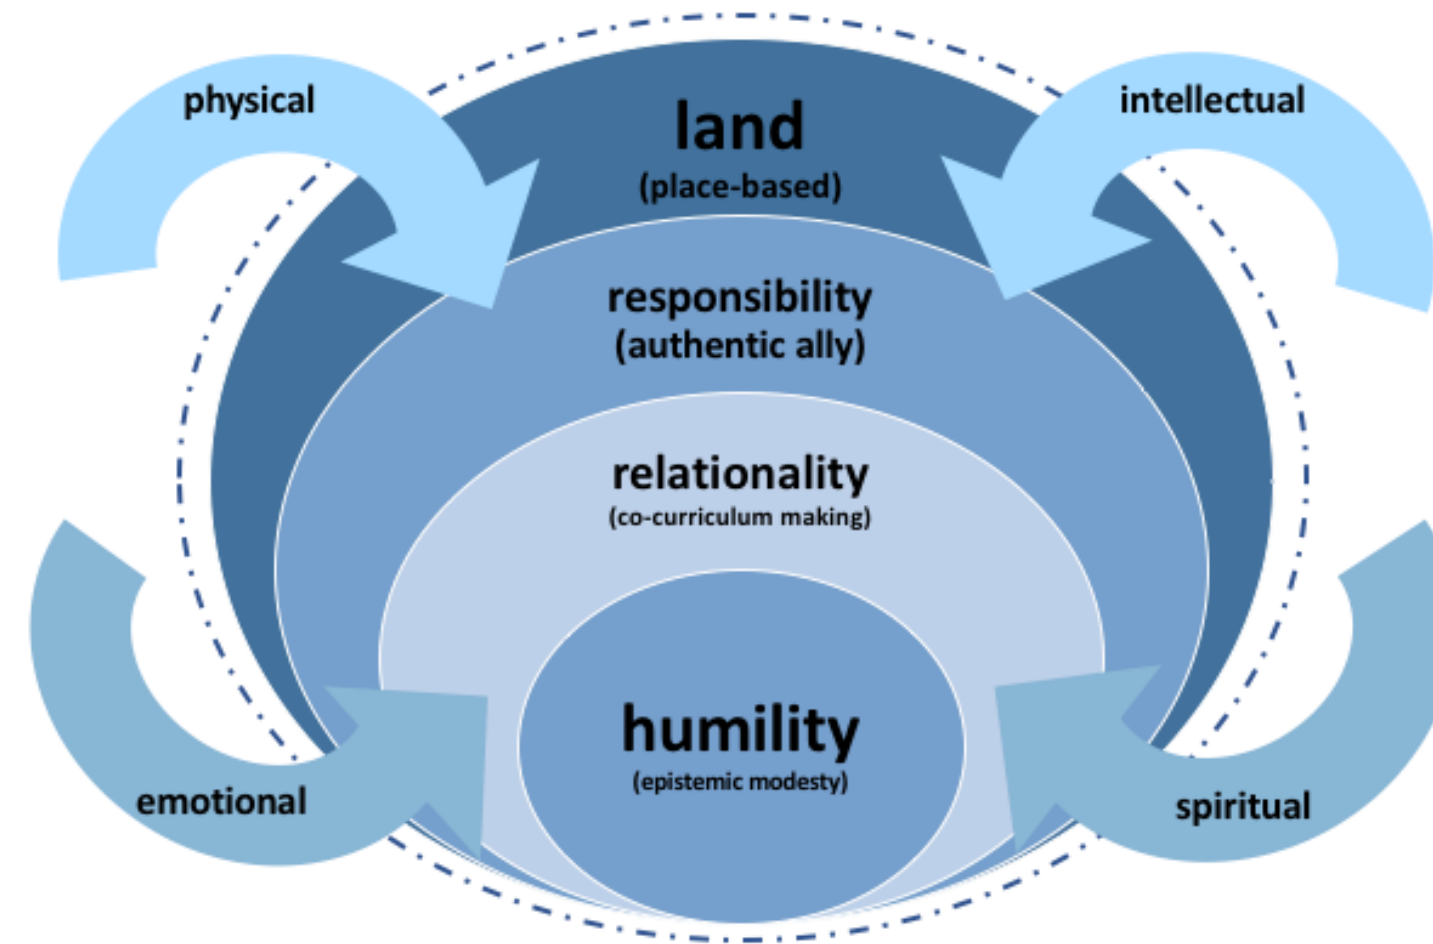 physical
intellectual
land
(place-based)
responsibility
(authentic ally)
relationality
(co-curriculum making)
humility
(epistemic modesty)
emotional
spiritual